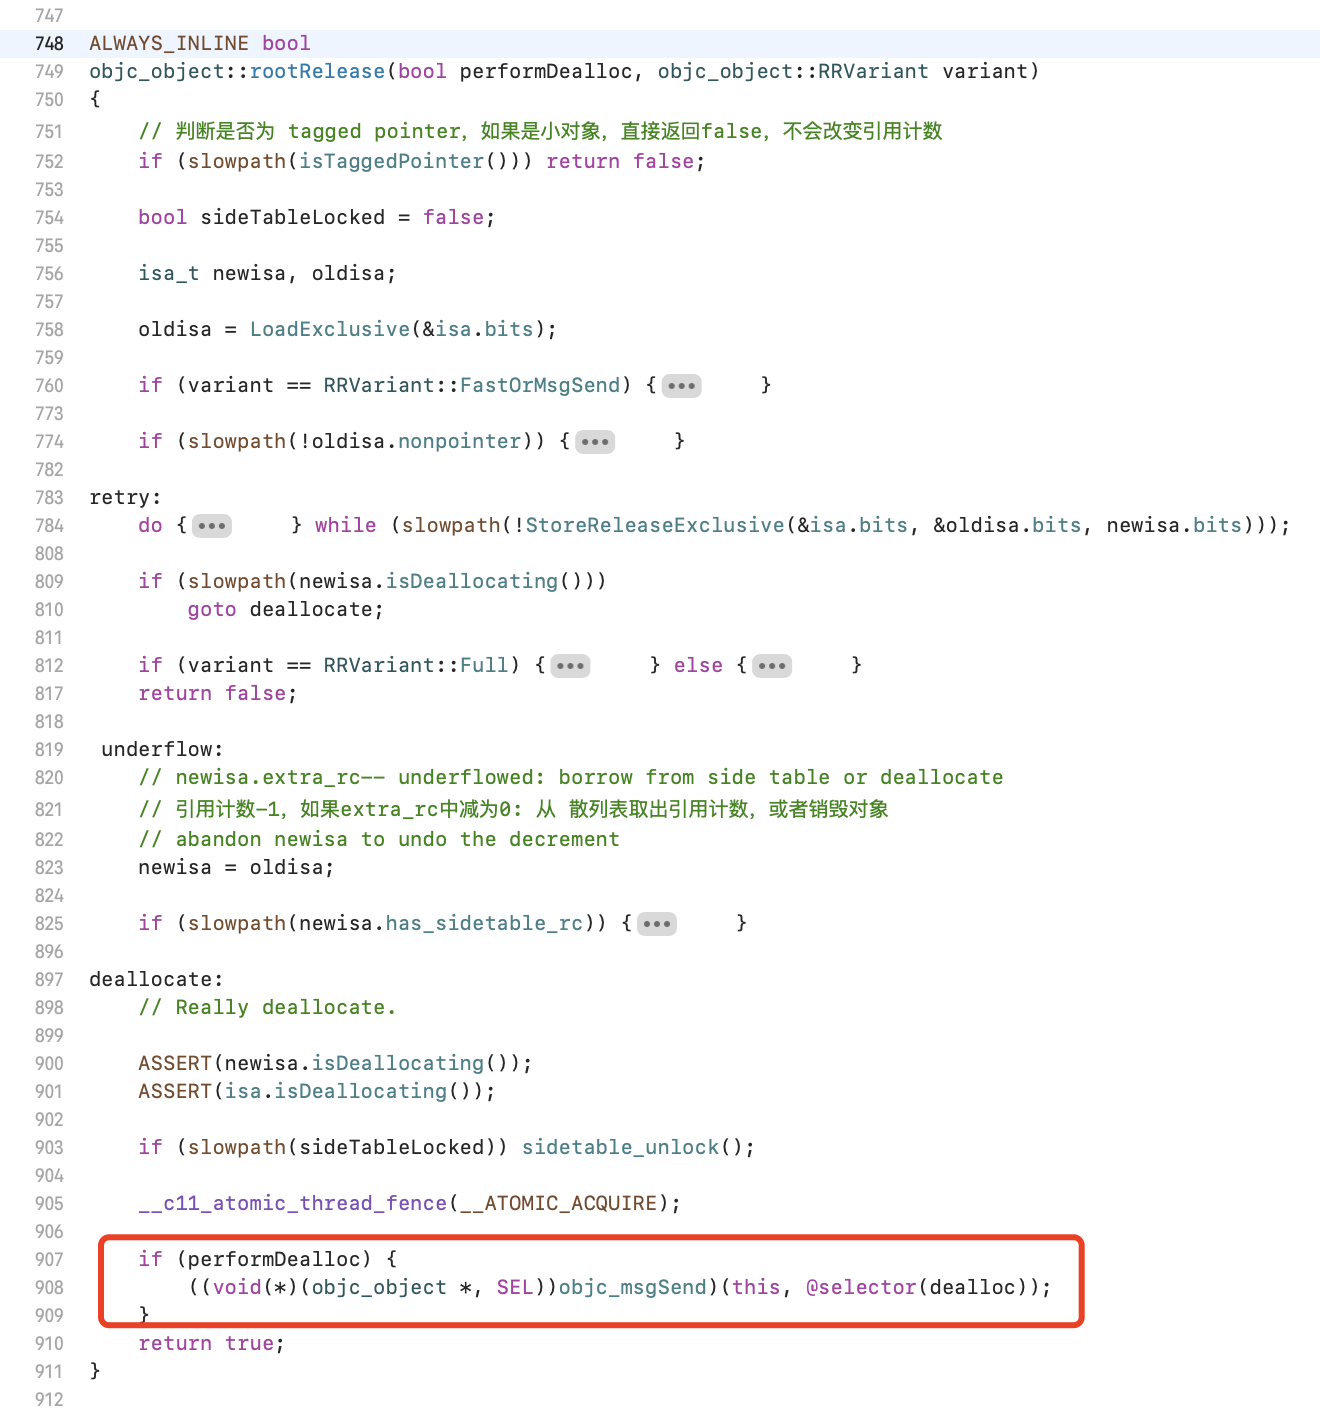 747
748 ALWAYS_INLINE bool
749 objc_object::rootRelease(bool performDealloc, objc_object::RRVariant variant)
750 {
751 // 判断是否为 tagged pointer，如果是小对象，直接返回false，不会改变引用计数
752 if (slowpath(isTaggedPointer())) return false;
753
754 bool sideTableLocked = false;
755
756 isa_t newisa, oldisa;
757
758 oldisa = LoadExclusive(&isa.bits);
759
760 if (variant == RRVariant::FastOrMsgSend) {••• }
773
774 if (slowpath(!oldisa.nonpointer)) {••• }
782
783 retry:
784 do {••• } while (slowpath(!StoreReleaseExclusive(&isa.bits, &oldisa.bits, newisa.bits)));
808
809 if (slowpath(newisa.isDeallocating()))
810 goto deallocate;
811
812 if (variant == RRVariant::Full) {••• } else {••• }
817 return false;
818
819 underflow:
820 // newisa.extra_rc-- underflowed: borrow from side table or deallocate
821 // 引用计数-1，如果extra_rc中减为0: 从 散列表取出引用计数，或者销毁对象
822 // abandon newisa to undo the decrement
823 newisa = oldisa;
824
825 if (slowpath(newisa.has_sidetable_rc)) {••• }
896
897 deallocate:
898 // Really deallocate.
899
900 ASSERT(newisa.isDeallocating());
901 ASSERT(isa.isDeallocating());
902
903 if (slowpath(sideTableLocked)) sidetable_unlock();
904
905 __c11_atomic_thread_fence(__ATOMIC_ACQUIRE);
906
907 if (performDealloc) {
908 ((void(*)(objc_object *, SEL))objc_msgSend)(this, @selector(dealloc));
909 }
910 return true;
911 }
912